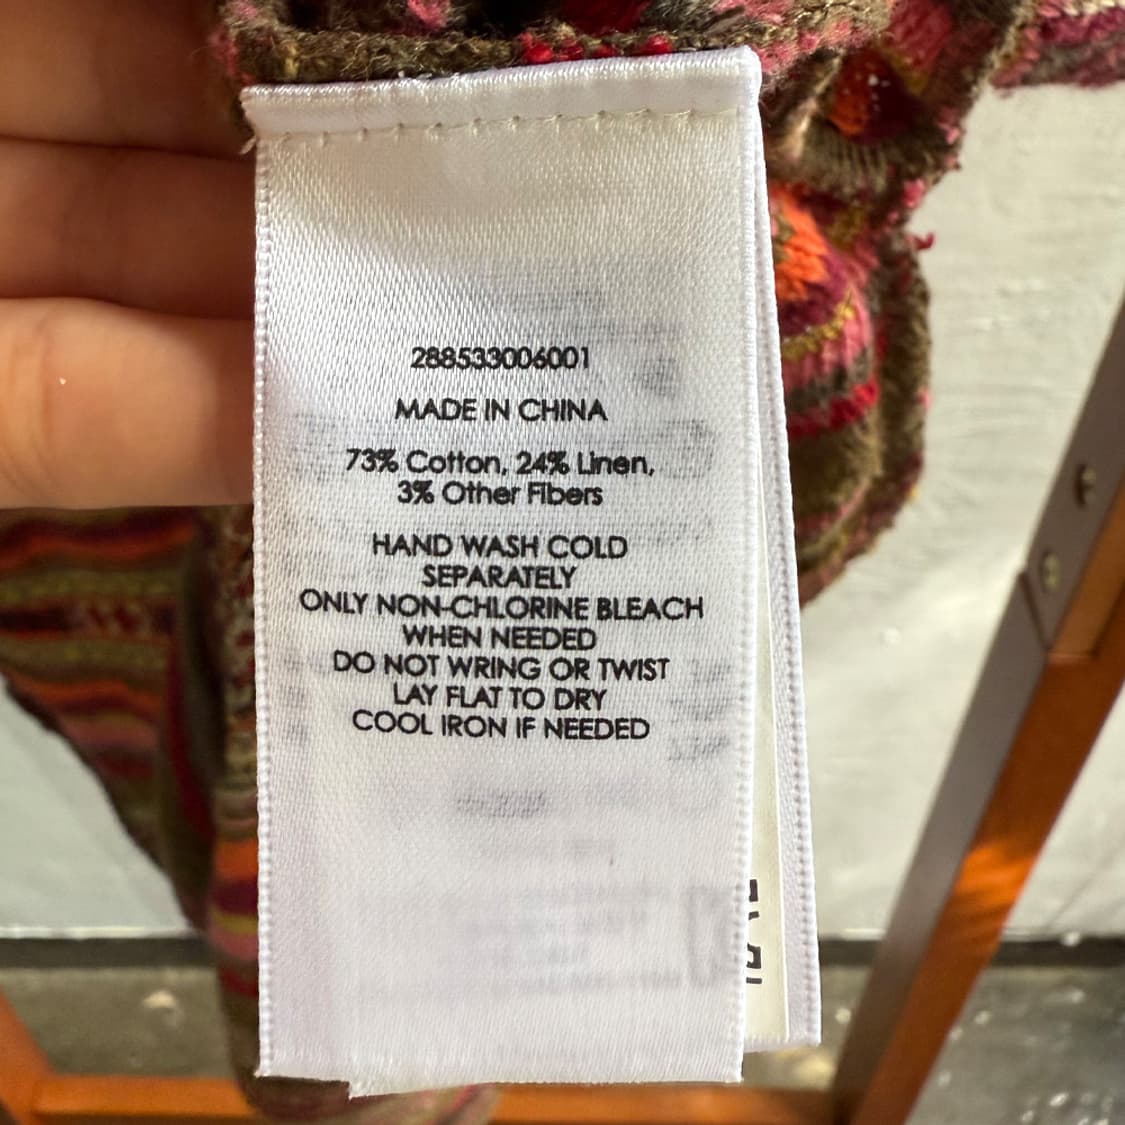 288533006001
MADE IN CHINA
73% Cotton, 24% Linen,
3% Other Fibers
HAND WASH COLD
SEPARATELY
ONLY NON-CHLORINE BLEACH
WHEN NEEDED
DO NOT WRING OR TWIST
LAY FLAT TO DRY
COOL IRON IF NEEDED